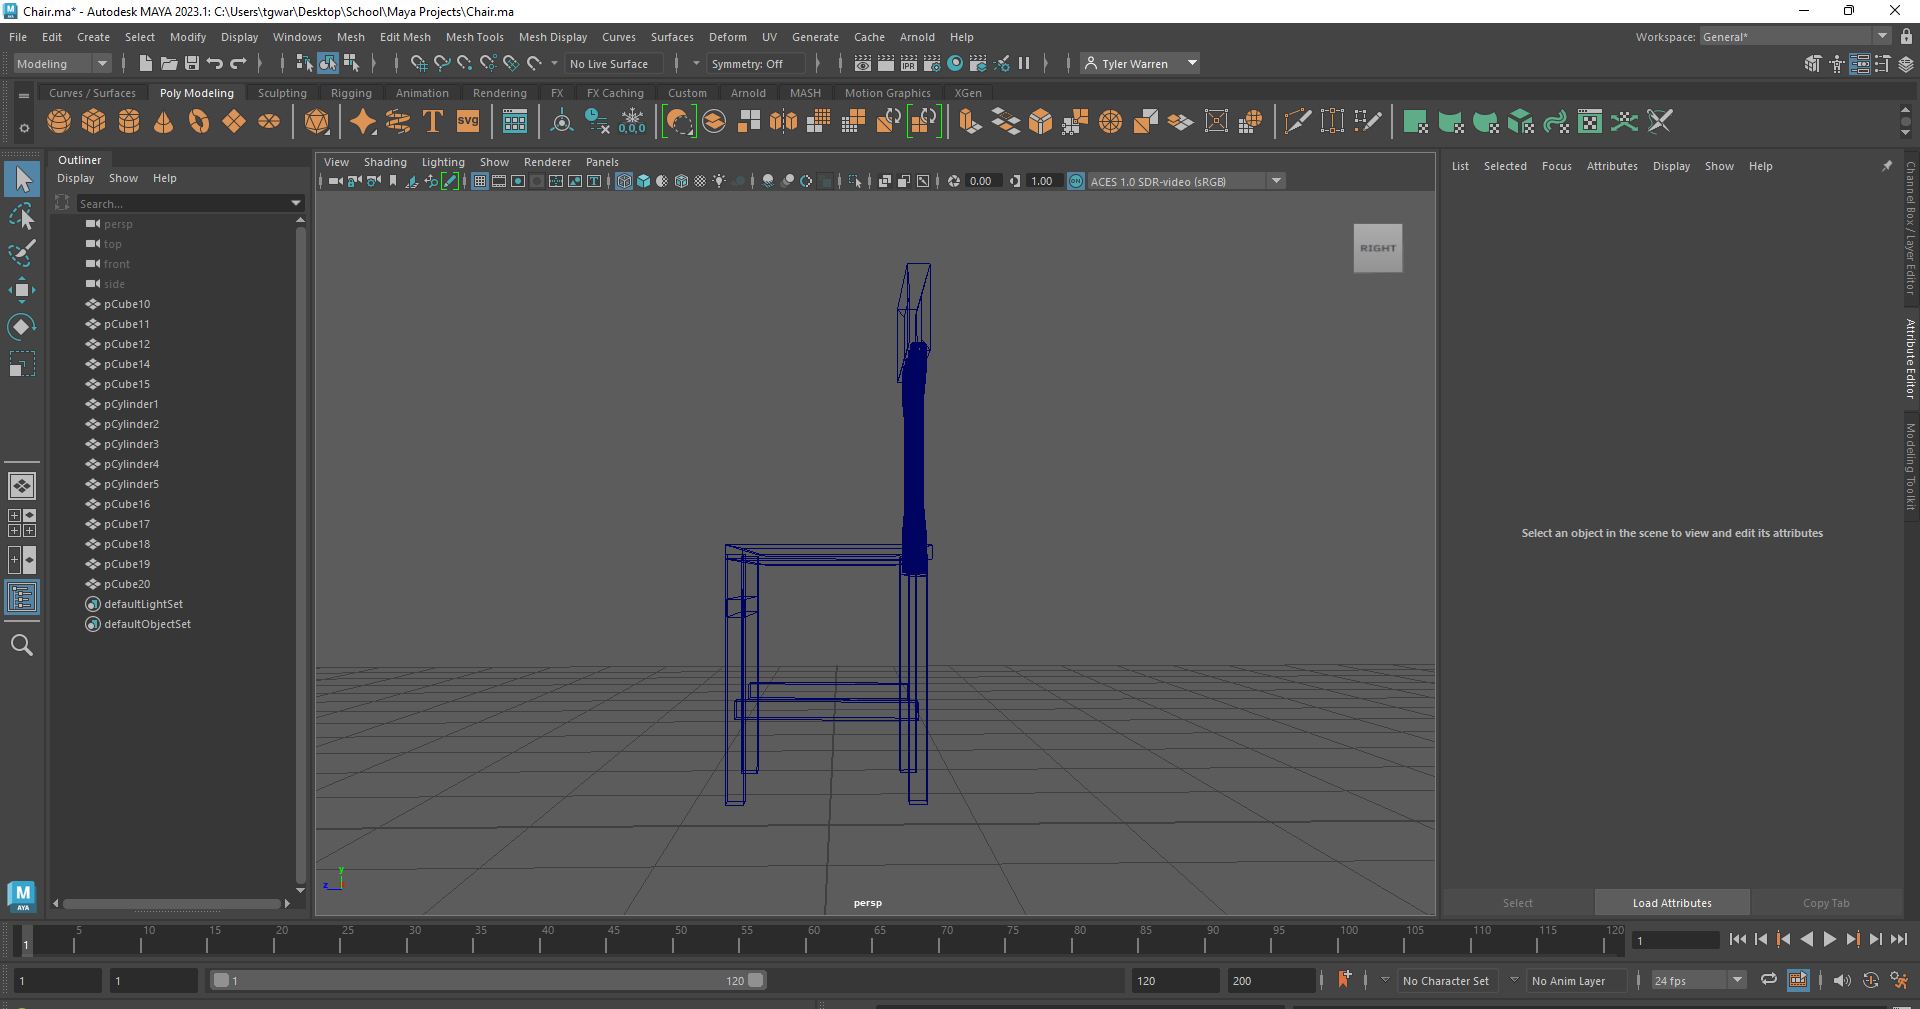 Chair.ma* - Autodesk MAYA 2023.1: C:\Users\tgwar\Desktop\School\Maya Projects\Chair.ma
File Edit Create Select Modify Display Windows Mesh Edit Mesh Mesh Tools Mesh Display Curves Surfaces Deform UV Generate Cache Arnold Help Workspace: General*
Modeling No Live Surface Symmetry: Off IPR Tyler Warren
Curves / Surfaces Poly Modeling Sculpting Rigging Animation Rendering FX FX Caching Custom Arnold MASH Motion Graphics XGen
T SVG 0,0,0
Outliner
Display Show Help
Search...
persp
top
front
side
pCube10
pCube11
pCube12
pCube14
pCube15
pCylinder1
pCylinder2
pCylinder3
pCylinder4
pCylinder5
pCube16
pCube17
pCube18
pCube19
pCube20
defaultLightSet
defaultObjectSet
View Shading Lighting Show Renderer Panels
0.00 1.00 ON ACES 1.0 SDR-video (sRGB)
RIGHT
y
z
persp
List Selected Focus Attributes Display Show Help
Select an object in the scene to view and edit its attributes
Select Load Attributes Copy Tab
Channel Box / Layer Editor
Attribute Editor
Modeling Toolkit
M
AYA
1 5 10 15 20 25 30 35 40 45 50 55 60 65 70 75 80 85 90 95 100 105 110 115 120 1
1 1 1 120 120 200 No Character Set No Anim Layer 24 fps